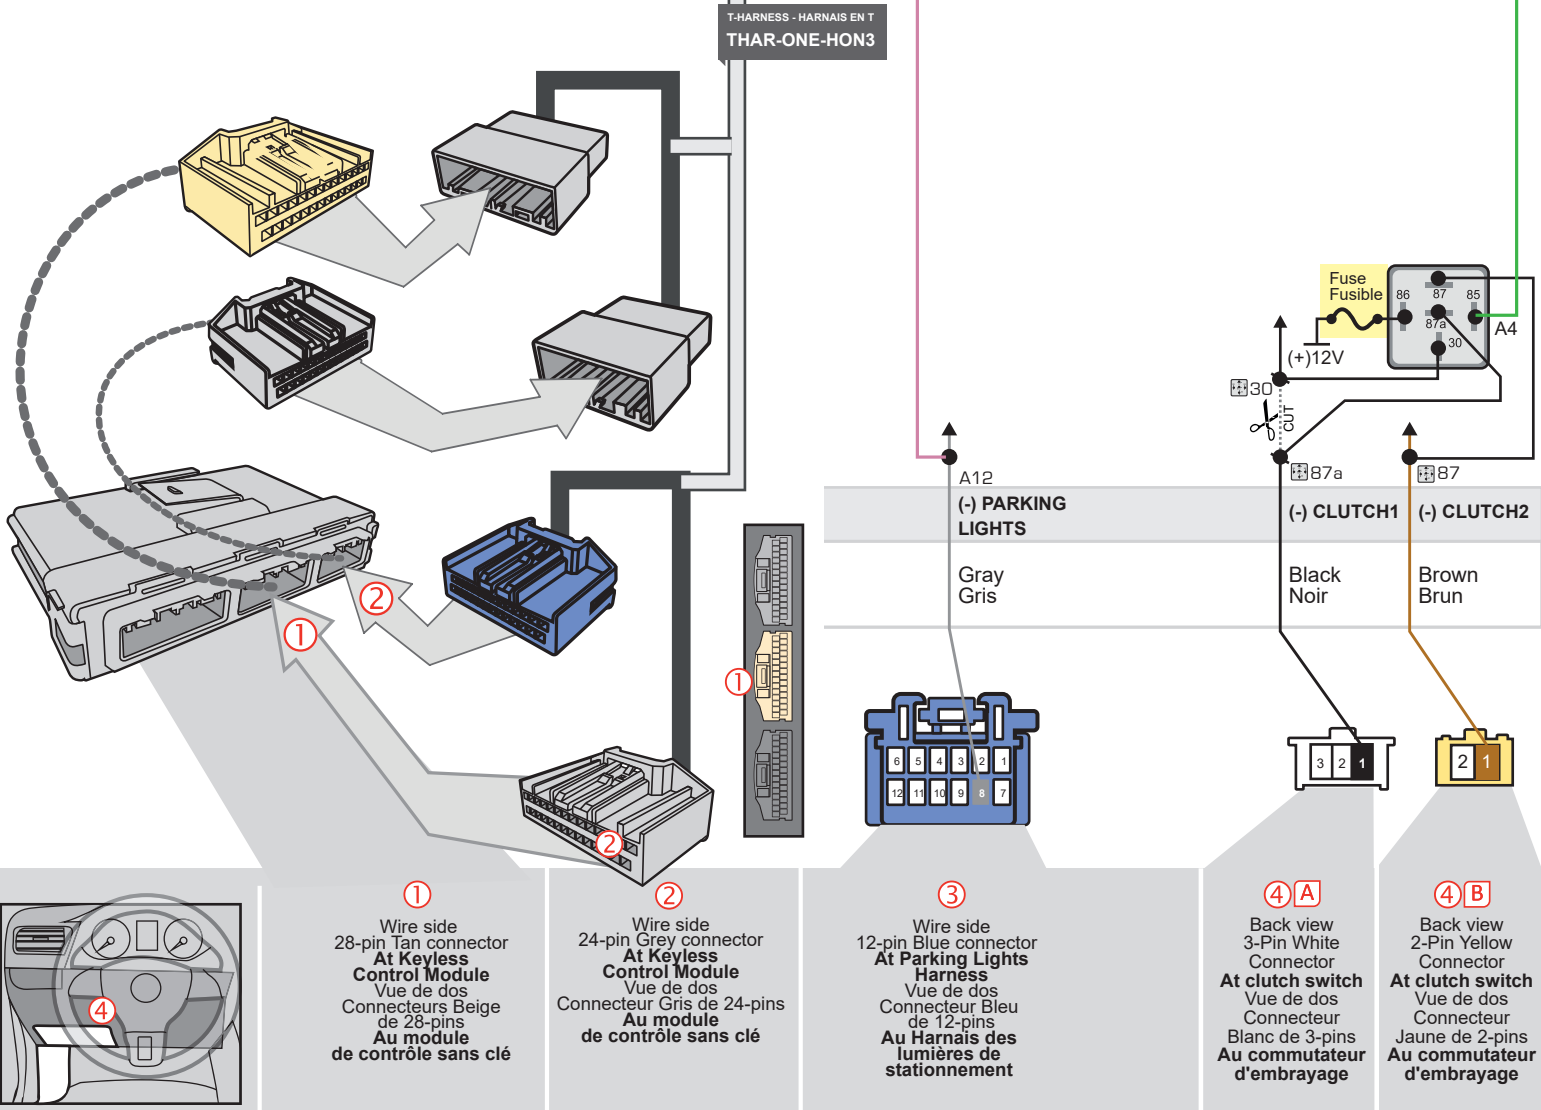 T-HARNESS - HARNAIS EN T
THAR-ONE-HON3
Fuse
Fusible
86
87
85
87a
30
A4
(+)12V
30
CUT
87a
87
A12
(-) PARKING
LIGHTS
(-) CLUTCH1
(-) CLUTCH2
Gray
Gris
Black
Noir
Brown
Brun
1
2
1
2
6 5 4 3 2 1
12 11 10 9 8 7
3 2 1
2 1
4
1
Wire side
28-pin Tan connector
At Keyless
Control Module
Vue de dos
Connecteurs Beige
de 28-pins
Au module
de contrôle sans clé
2
Wire side
24-pin Grey connector
At Keyless
Control Module
Vue de dos
Connecteur Gris de 24-pins
Au module
de contrôle sans clé
3
Wire side
12-pin Blue connector
At Parking Lights
Harness
Vue de dos
Connecteur Bleu
de 12-pins
Au Harnais des
lumières de
stationnement
4 A
Back view
3-Pin White
Connector
At clutch switch
Vue de dos
Connecteur
Blanc de 3-pins
Au commutateur
d'embrayage
4 B
Back view
2-Pin Yellow
Connector
At clutch switch
Vue de dos
Connecteur
Jaune de 2-pins
Au commutateur
d'embrayage